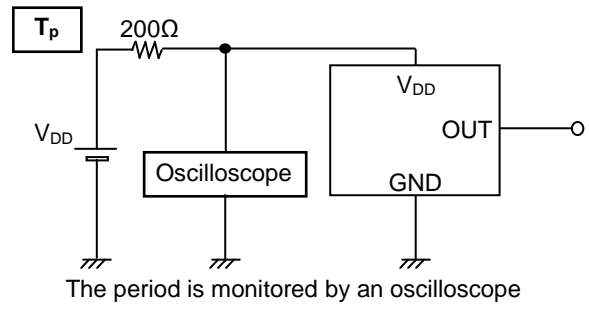 Tp
200Ω
VDD
VDD
OUT
Oscilloscope
GND
The period is monitored by an oscilloscope